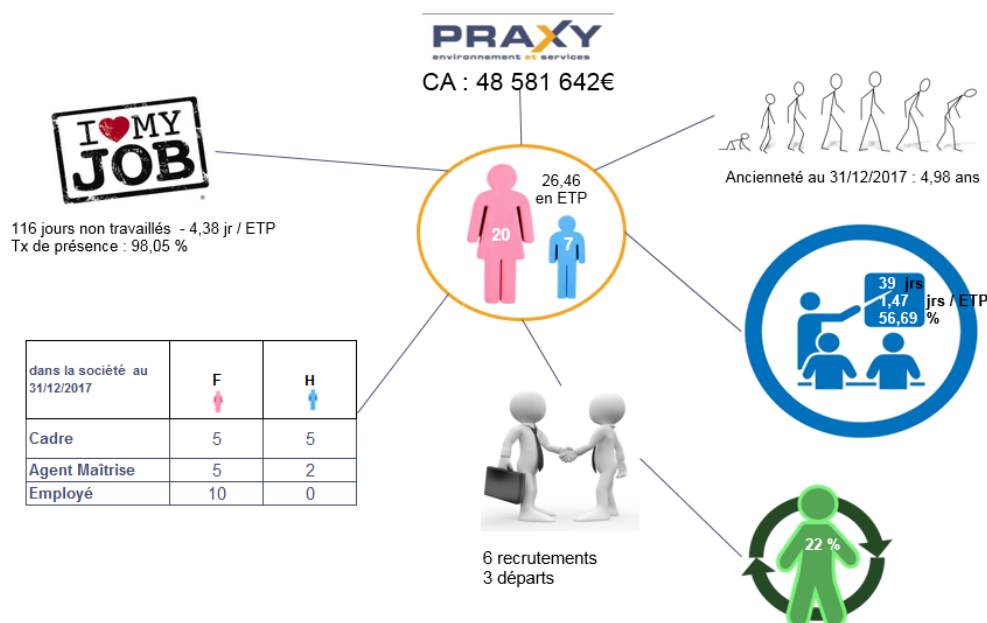 PRAXY
environnement et services
CA : 48 581 642€
I MY
JOB
116 jours non travaillés - 4,38 jr / ETP
Tx de présence : 98,05 %
26,46
en ETP
20
7
Ancienneté au 31/12/2017 : 4,98 ans
39 jrs
1,47 jrs / ETP
56,69 %
dans la société au
31/12/2017
F H
Cadre 5 5
Agent Maîtrise 5 2
Employé 10 0
6 recrutements
3 départs
22 %